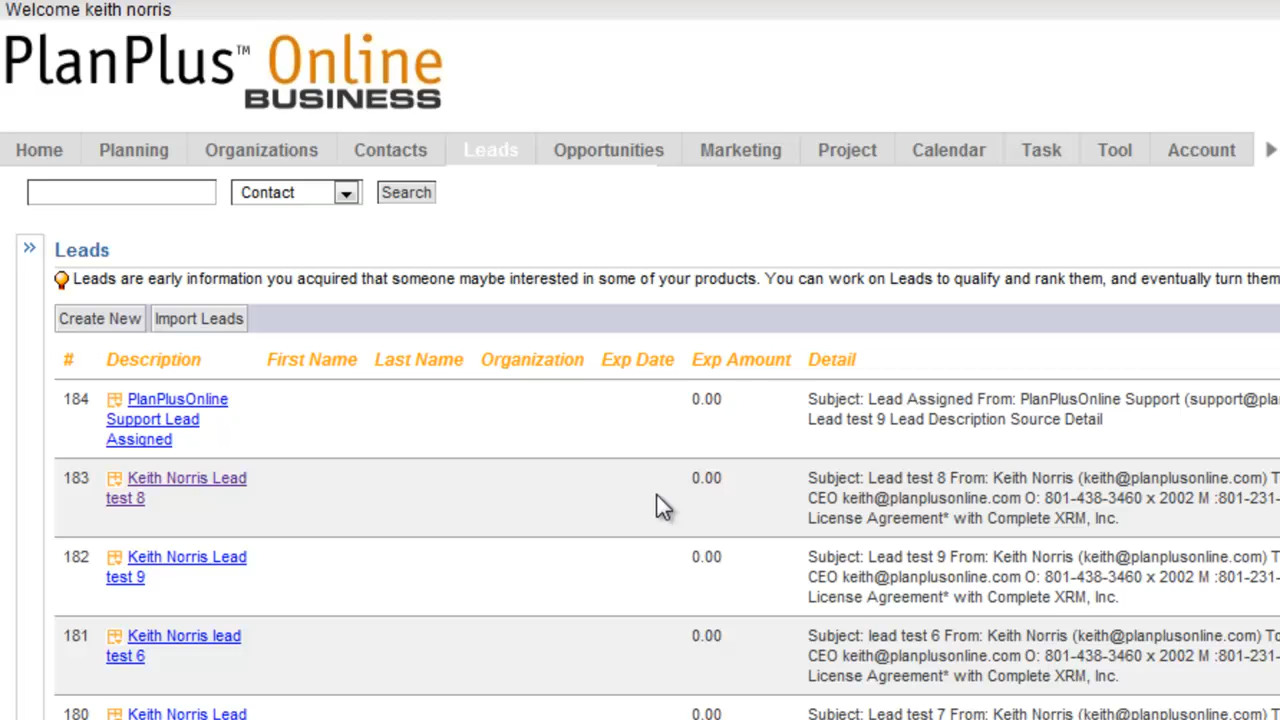 Welcome keith norris
PlanPlus™ Online
BUSINESS
Home Planning Organizations Contacts Leads Opportunities Marketing Project Calendar Task Tool Account
Contact Search
»
Leads
Leads are early information you acquired that someone maybe interested in some of your products. You can work on Leads to qualify and rank them, and eventually turn them
Create New Import Leads
# Description First Name Last Name Organization Exp Date Exp Amount Detail
184 PlanPlusOnline 0.00 Subject: Lead Assigned From: PlanPlusOnline Support (support@pla
Support Lead Lead test 9 Lead Description Source Detail
Assigned
183 Keith Norris Lead 0.00 Subject: Lead test 8 From: Keith Norris (keith@planplusonline.com) T
test 8 CEO keith@planplusonline.com O: 801-438-3460 x 2002 M :801-231-
License Agreement* with Complete XRM, Inc.
182 Keith Norris Lead 0.00 Subject: Lead test 9 From: Keith Norris (keith@planplusonline.com) T
test 9 CEO keith@planplusonline.com O: 801-438-3460 x 2002 M :801-231-
License Agreement* with Complete XRM, Inc.
181 Keith Norris lead 0.00 Subject: lead test 6 From: Keith Norris (keith@planplusonline.com) To
test 6 CEO keith@planplusonline.com O: 801-438-3460 x 2002 M :801-231-
License Agreement* with Complete XRM, Inc.
180 Keith Norris Lead 0.00 Subject: Lead test 7 From: Keith Norris (keith@planplusonline.com) T